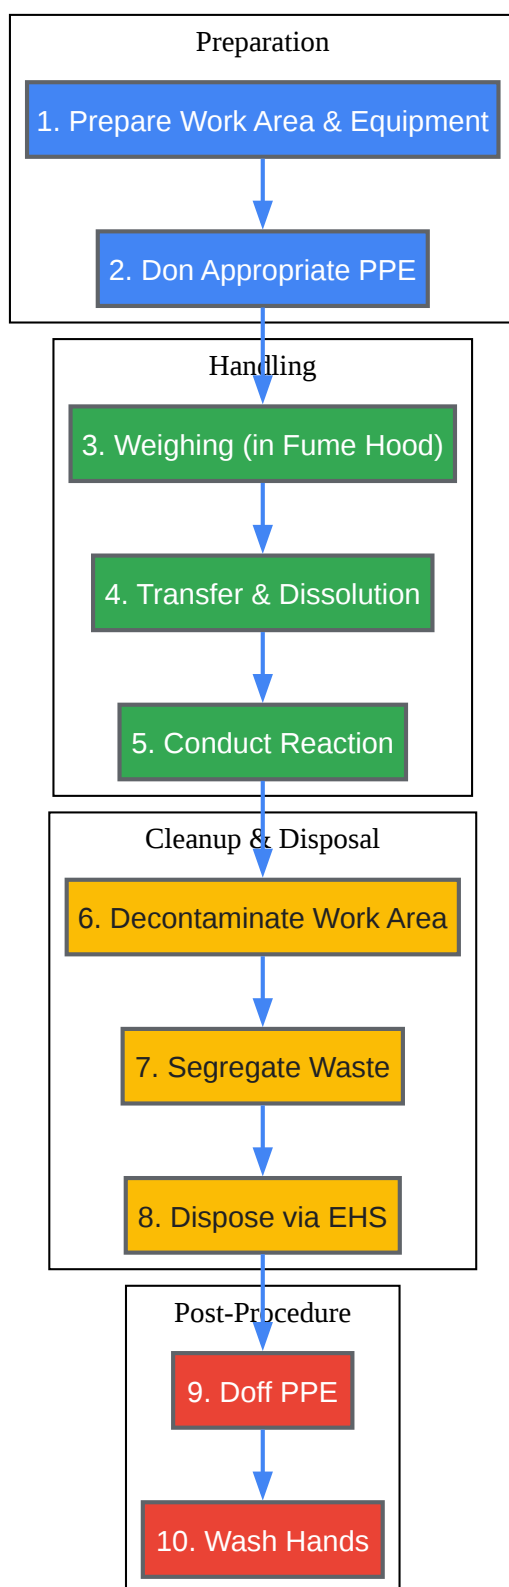 Preparation
1. Prepare Work Area & Equipment
2. Don Appropriate PPE
Handling
3. Weighing (in Fume Hood)
4. Transfer & Dissolution
5. Conduct Reaction
Cleanup & Disposal
6. Decontaminate Work Area
7. Segregate Waste
8. Dispose via EHS
Post-Procedure
9. Doff PPE
10. Wash Hands